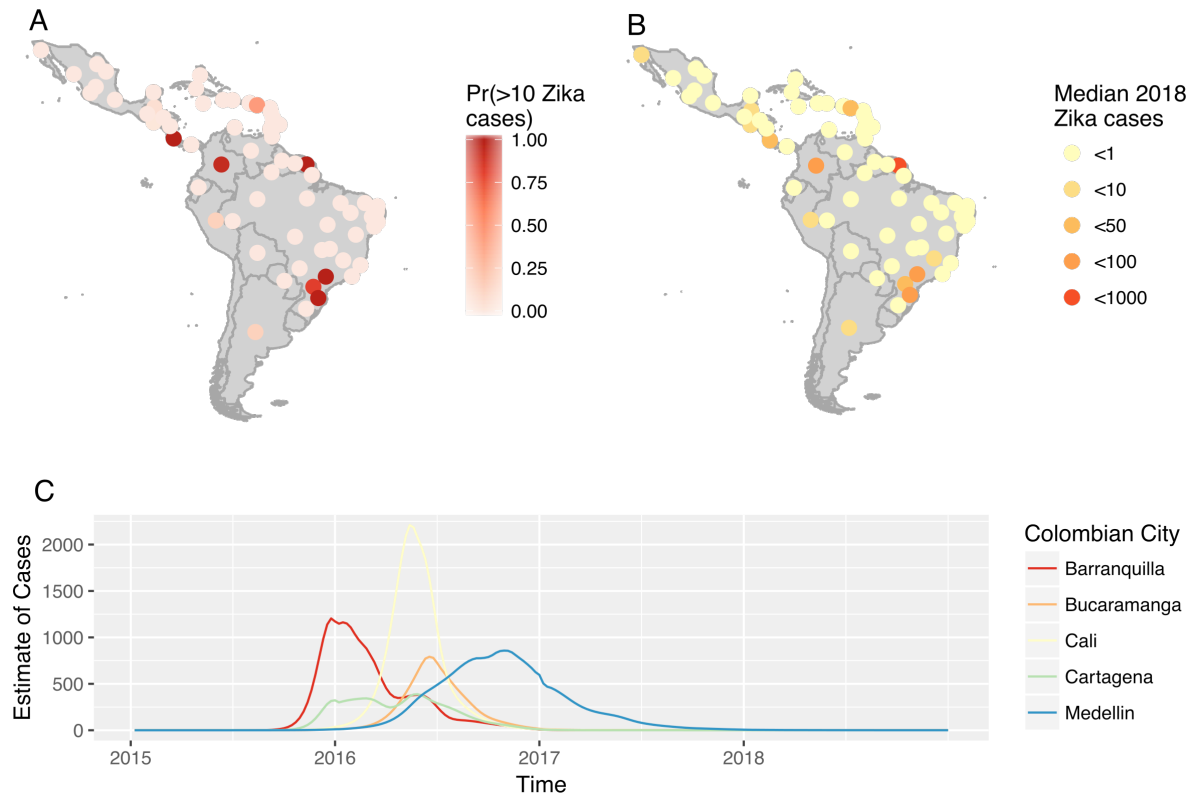 A
B
Pr(>10 Zika
cases)
1.00
0.75
0.50
0.25
0.00
Median 2018
Zika cases
<1
<10
<50
<100
<1000
C
Estimate of Cases
2000
1500
1000
500
0
2015
2016
2017
2018
Time
Colombian City
Barranquilla
Bucaramanga
Cali
Cartagena
Medellin